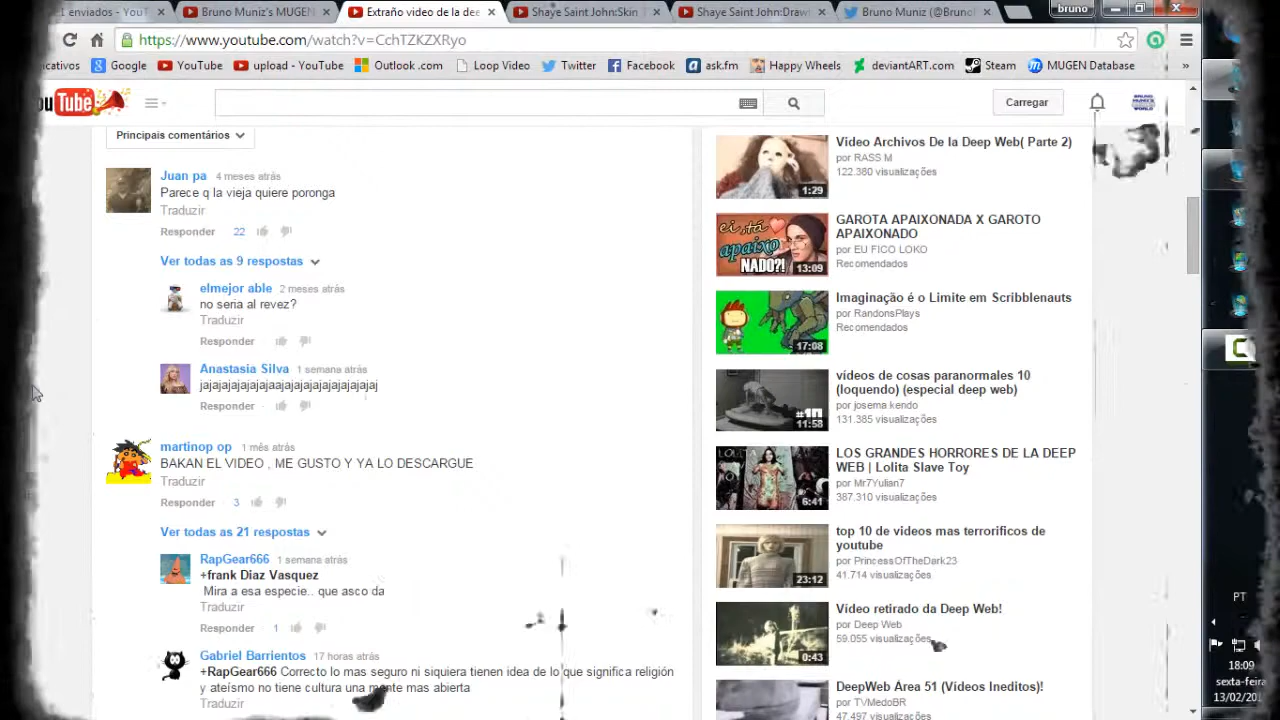 enviados
Bruno Muniz's MUGEN
Extraño video de la dee
Shaye Saint John:Skin
Shaye Saint John:Draw
Bruno Muniz (@Brunol
bruno
https://www.youtube.com/watch?v=CchTZKZXR
Google
YouTube
upload - YouTube
Outlook .com
Loop Video
Twitter
Facebook
ask.fm
Happy Wheels
deviantART.com
Steam
MUGEN Database
»
Tube
Carregar
Principais comentários
Juan pa 4 meses atrás
Parece q la vieja quiere poronga
Traduzir
Responder 22
Ver todas as 9 respostas
elmejor able 2 meses atrás
no seria al revez?
Traduzir
Responder
Anastasia Silva 1 semana atrás
jajajajajajajaajajajajajajajajaj
Responder
martinop op 1 mês atrás
BAKAN EL VIDEO , ME GUSTO Y YA LO DESCARGUE
Traduzir
Responder 3
Ver todas as 21 respostas
RapGear666 1 semana atrás
+frank Diaz Vasquez
Mira a esa especie.. que asco da
Traduzir
Responder 1
Gabriel Barrientos 17 horas atrás
+RapGear666 Correcto lo mas seguro ni siquiera tienen idea de lo que significa religión
y ateísmo no tiene cultura una mente mas abierta
Traduzir
1:29
Video Archivos De la Deep Web( Parte 2)
por RASS M
122.380 visualizações
ei, stá
apaixo
NADO?!
13:09
GAROTA APAIXONADA X GAROTO
APAIXONADO
por EU FICO LOKO
Recomendados
17:08
Imaginação é o Limite em Scribblenauts
por RandonsPlays
Recomendados
#10
11:58
videos de cosas paranormales 10
(loquendo) (especial deep web)
por josema kendo
131.385 visualizações
6:41
LOS GRANDES HORRORES DE LA DEEP
WEB | Lolita Slave Toy
por Mr7Yulian7
387.310 visualizações
23:12
top 10 de videos mas terrorificos de
youtube
por PrincessOfTheDark23
41.714 visualizações
0:43
Vídeo retirado da Deep Web!
por Deep Web
59.055 visualizações
DeepWeb Área 51 (Vídeos Ineditos)!
por TVMedoBR
47.497 visualizações
PT
18:09
sexta-feira
13/02/20